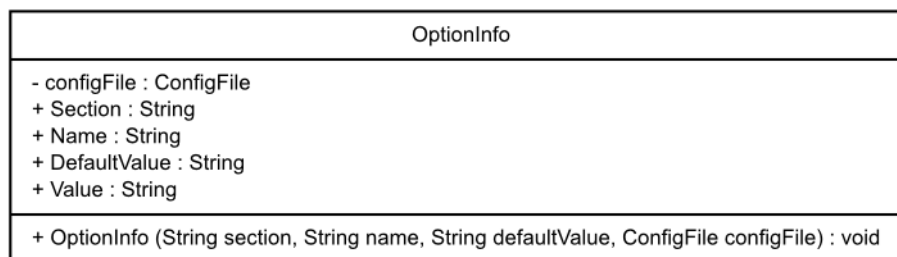 OptionInfo
- configFile : ConfigFile
+ Section : String
+ Name : String
+ DefaultValue : String
+ Value : String
+ OptionInfo (String section, String name, String defaultValue, ConfigFile configFile) : void